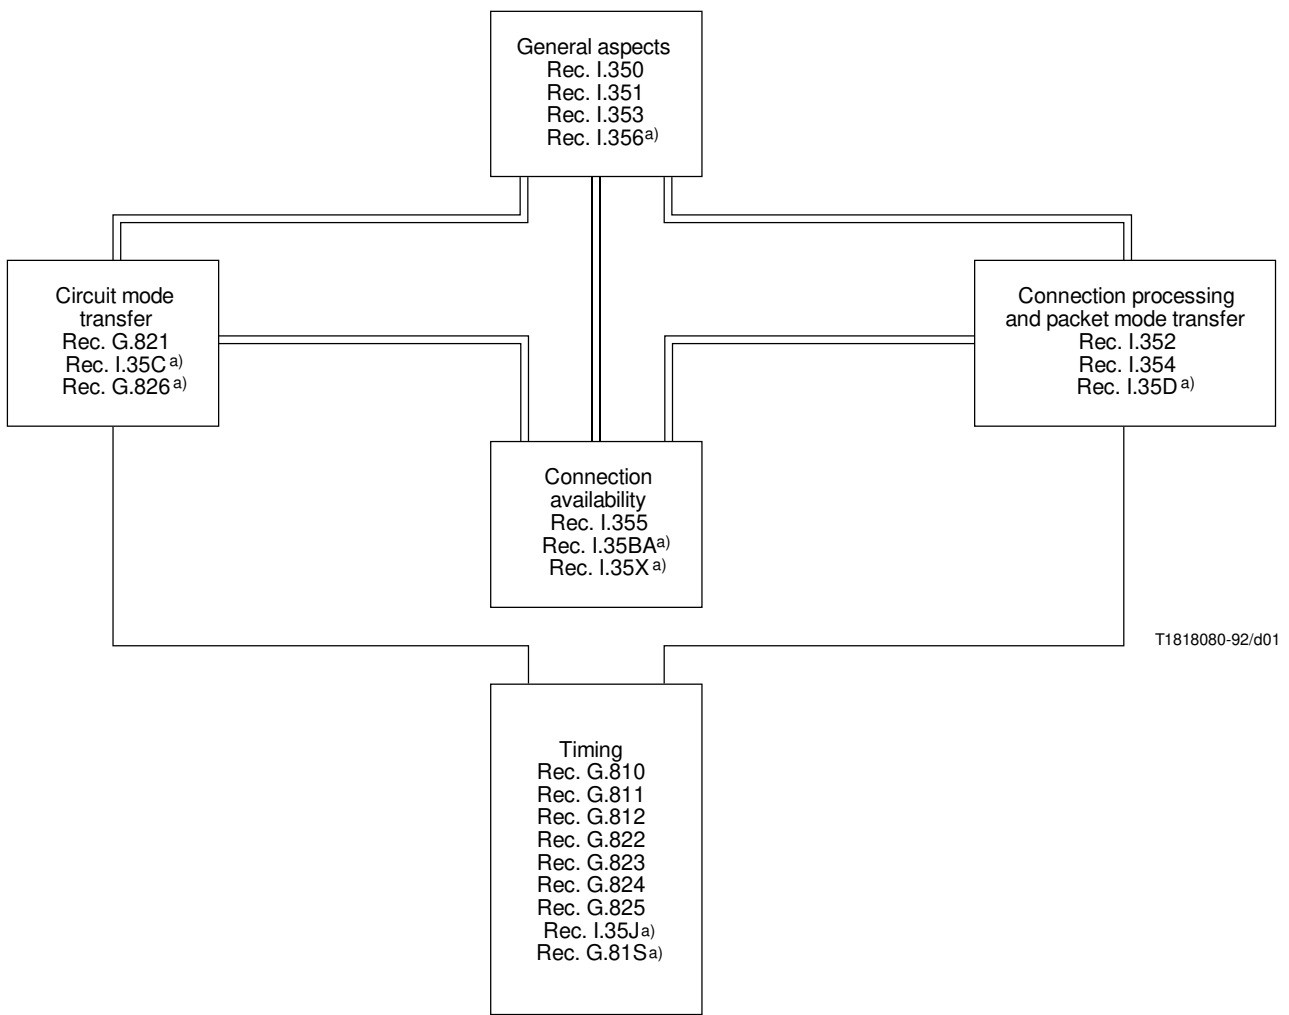 General aspects
Rec. I.350
Rec. I.351
Rec. I.353
Rec. I.356a)
Circuit mode
transfer
Rec. G.821
Rec. I.35C a)
Rec. G.826a)
Connection processing
and packet mode transfer
Rec. I.352
Rec. I.354
Rec. I.35D a)
Connection
availability
Rec. I.355
Rec. I.35BAa)
Rec. I.35X a)
T1818080-92/d01
Timing
Rec. G.810
Rec. G.811
Rec. G.812
Rec. G.822
Rec. G.823
Rec. G.824
Rec. G.825
Rec. I.35Ja)
Rec. G.81Sa)